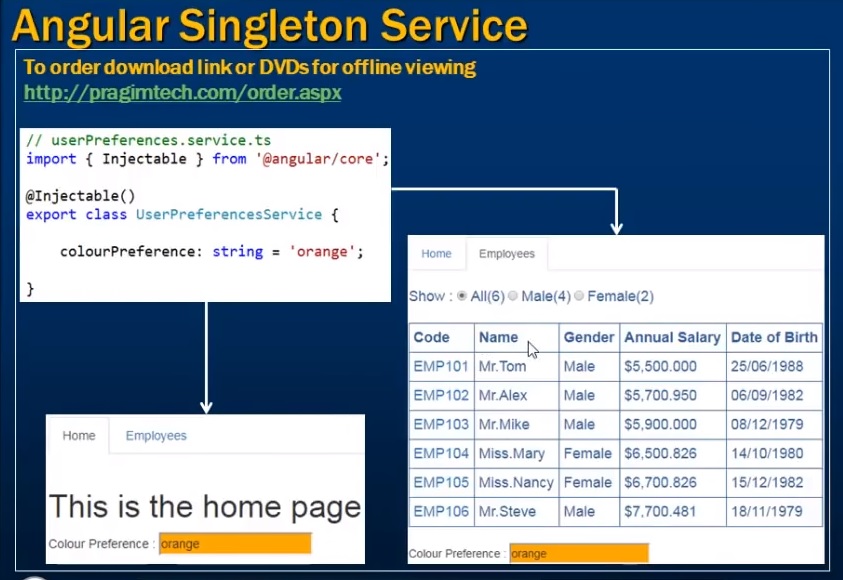 Angular Singleton Service
To order download link or DVDs for offline viewing
http://pragimtech.com/order.aspx
// userPreferences.service.ts
import { Injectable } from '@angular/core';
@Injectable()
export class UserPreferencesService {
colourPreference: string = 'orange';
}
Home Employees
This is the home page
Colour Preference : orange
Home Employees
Show : All(6) Male(4) Female(2)
Code Name Gender Annual Salary Date of Birth
EMP101 Mr.Tom Male $5,500.000 25/06/1988
EMP102 Mr.Alex Male $5,700.950 06/09/1982
EMP103 Mr.Mike Male $5,900.000 08/12/1979
EMP104 Miss.Mary Female $6,500.826 14/10/1980
EMP105 Miss.Nancy Female $6,700.826 15/12/1982
EMP106 Mr.Steve Male $7,700.481 18/11/1979
Colour Preference : orange